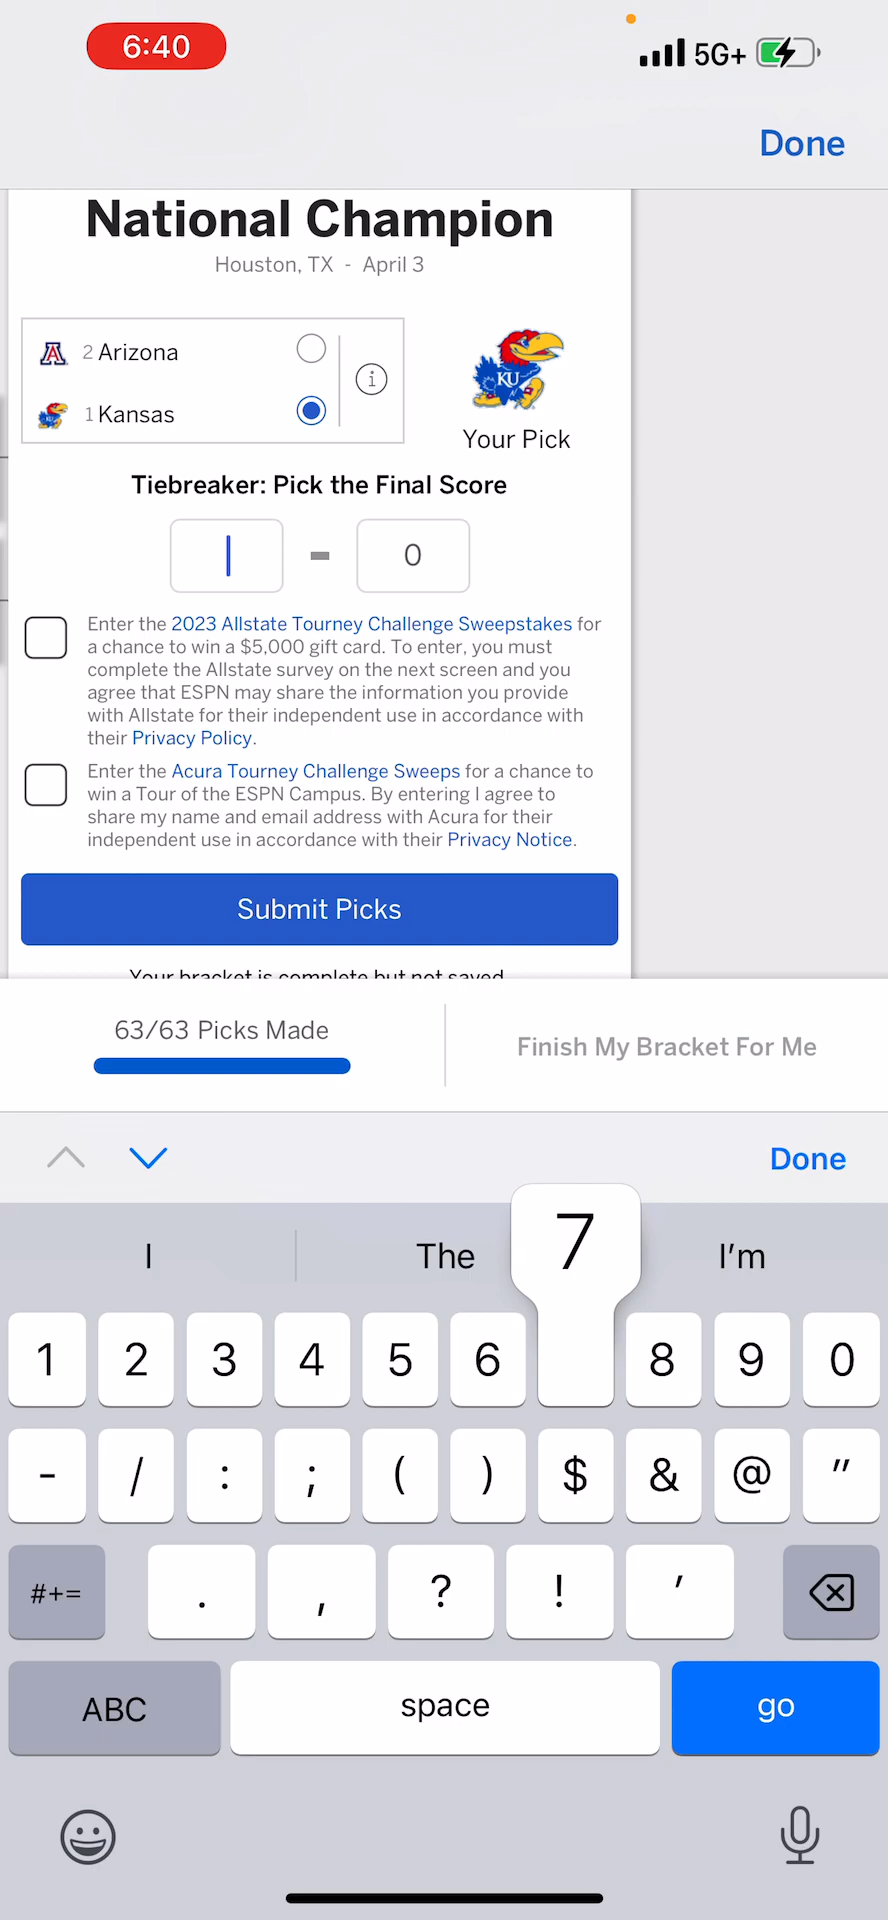 6:40
5G+
Done
National Champion
Houston, TX - April 3
2 Arizona
1 Kansas
KU
Your Pick
Tiebreaker: Pick the Final Score
- 0
Enter the 2023 Allstate Tourney Challenge Sweepstakes for
a chance to win a $5,000 gift card. To enter, you must
complete the Allstate survey on the next screen and you
agree that ESPN may share the information you provide
with Allstate for their independent use in accordance with
their Privacy Policy.
Enter the Acura Tourney Challenge Sweeps for a chance to
win a Tour of the ESPN Campus. By entering I agree to
share my name and email address with Acura for their
independent use in accordance with their Privacy Notice.
Submit Picks
Your bracket is complete but not saved
63/63 Picks Made
Finish My Bracket For Me
Done
I The 7 I'm
1 2 3 4 5 6 8 9 0
- / : ; ( ) $ & @ "
#+= . , ? ! '
ABC space go